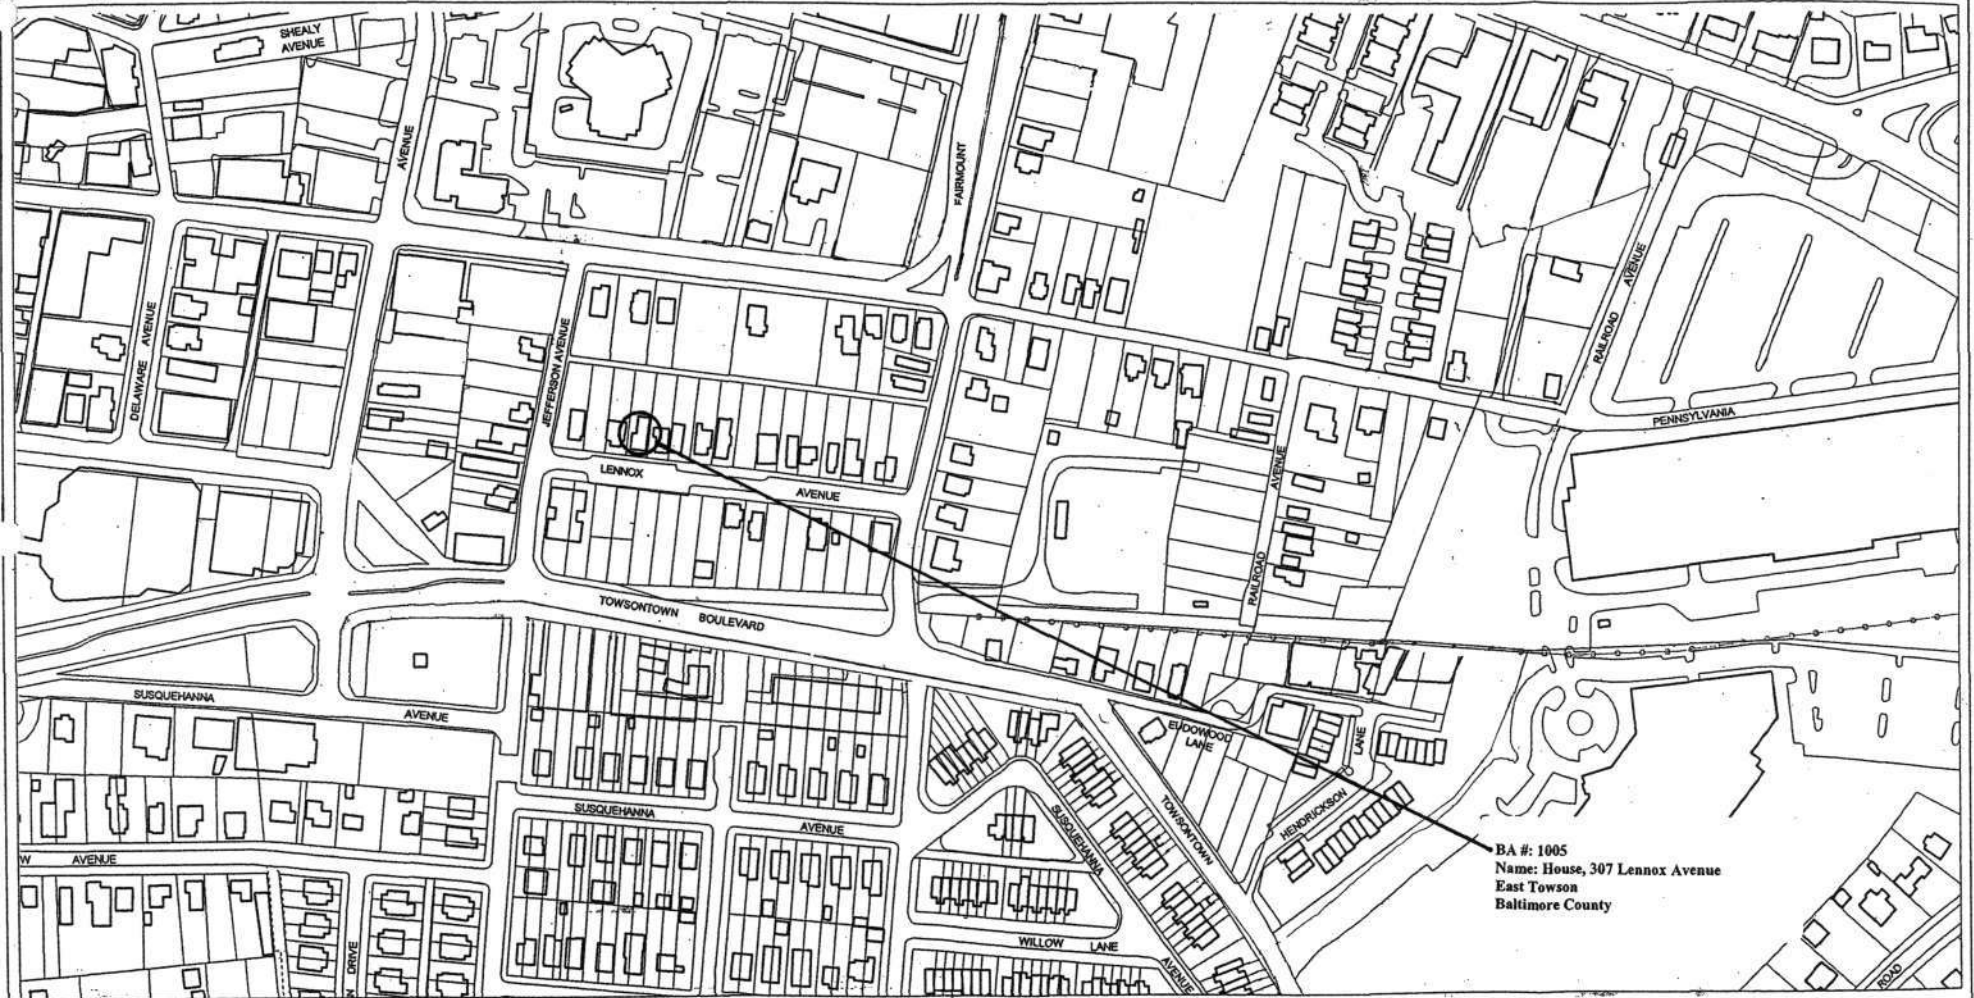 SHEALY
AVENUE
AVENUE
FAIRMOUNT
DELAWARE AVENUE
JEFFERSON AVENUE
RAILROAD AVENUE
PENNSYLVANIA
LENNOX
AVENUE
RAILROAD AVENUE
TOWSONTOWN BOULEVARD
SUSQUEHANNA
AVENUE
EUDOWOOD
LANE
LANE
HENDRICKSON
TOWSONTOWN
SUSQUEHANNA
AVENUE
SUSQUEHANNA
AVENUE
W AVENUE
DRIVE
WILLOW LANE
ROAD
BA #: 1005
Name: House, 307 Lennox Avenue
East Towson
Baltimore County